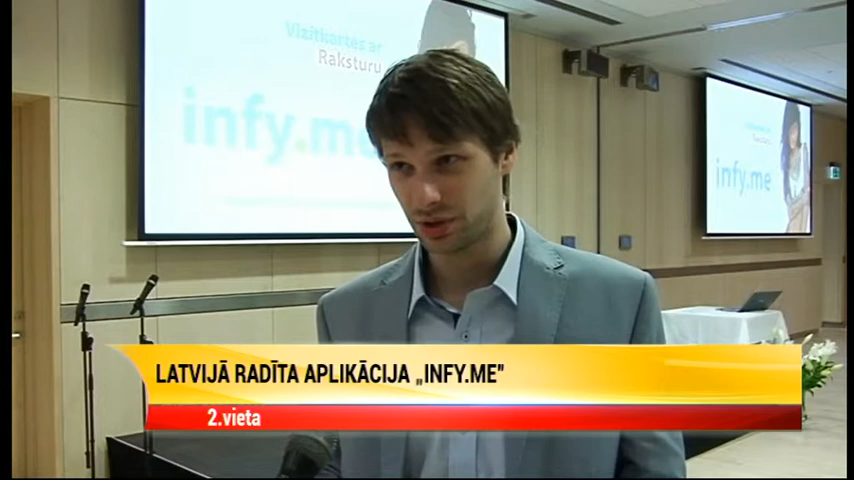 Vizītkartes ar
Raksturu
infy.me
infy.me
LATVIJĀ RADĪTA APLIKĀCIJA „INFY.ME"
2.vieta